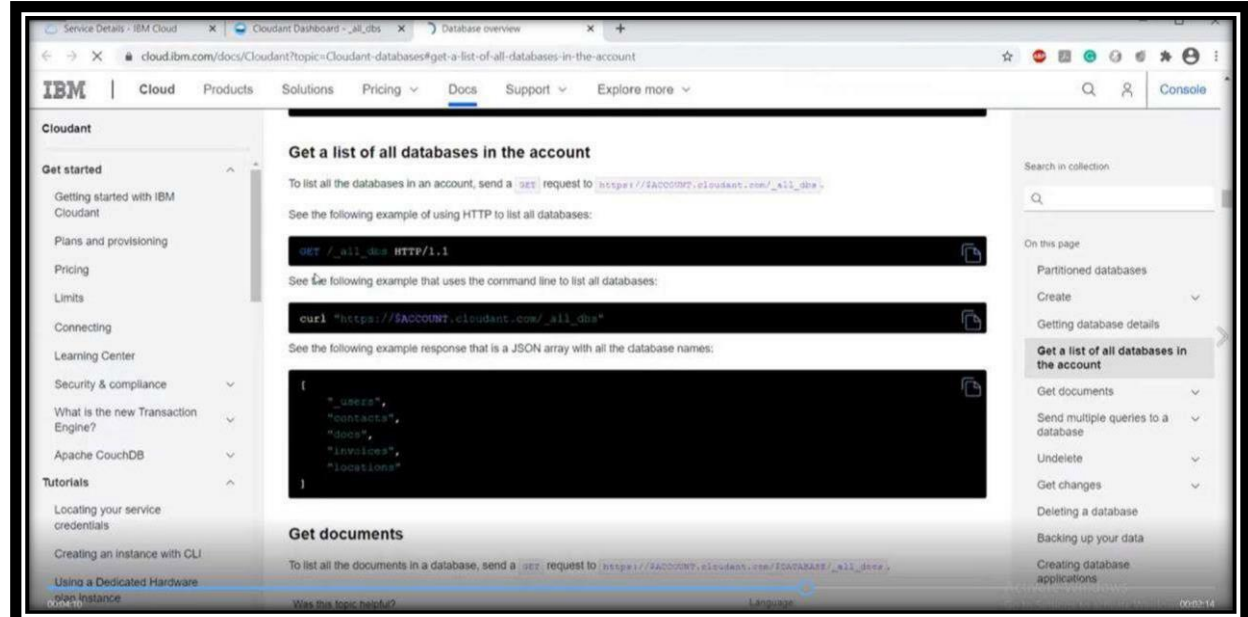 Service Details - IBM Cloud
Cloudant Dashboard - _all_dbs
Database overview
cloud.ibm.com/docs/Cloudant?topic=Cloudant-databases#get-a-list-of-all-databases-in-the-account
IBM Cloud Products Solutions Pricing Docs Support Explore more Console
Cloudant
Get started
Getting started with IBM
Cloudant
Plans and provisioning
Pricing
Limits
Connecting
Learning Center
Security & compliance
What is the new Transaction
Engine?
Apache CouchDB
Tutorials
Locating your service
credentials
Creating an instance with CLI
Using a Dedicated Hardware
plan instance
Get a list of all databases in the account
To list all the databases in an account, send a GET request to https://$ACCOUNT.cloudant.com/_all_dbs.
See the following example of using HTTP to list all databases:
GET /_all_dbs HTTP/1.1
See the following example that uses the command line to list all databases:
curl "https://$ACCOUNT.cloudant.com/_all_dbs"
See the following example response that is a JSON array with all the database names:
[
"_users",
"contacts",
"docs",
"invoices",
"locations"
]
Get documents
To list all the documents in a database, send a GET request to https://$ACCOUNT.cloudant.com/$DATABASE/_all_docs.
Was this topic helpful?
Language:
Search in collection
On this page
Partitioned databases
Create
Getting database details
Get a list of all databases in
the account
Get documents
Send multiple queries to a
database
Undelete
Get changes
Deleting a database
Backing up your data
Creating database
applications
00:04:10
00:02:14